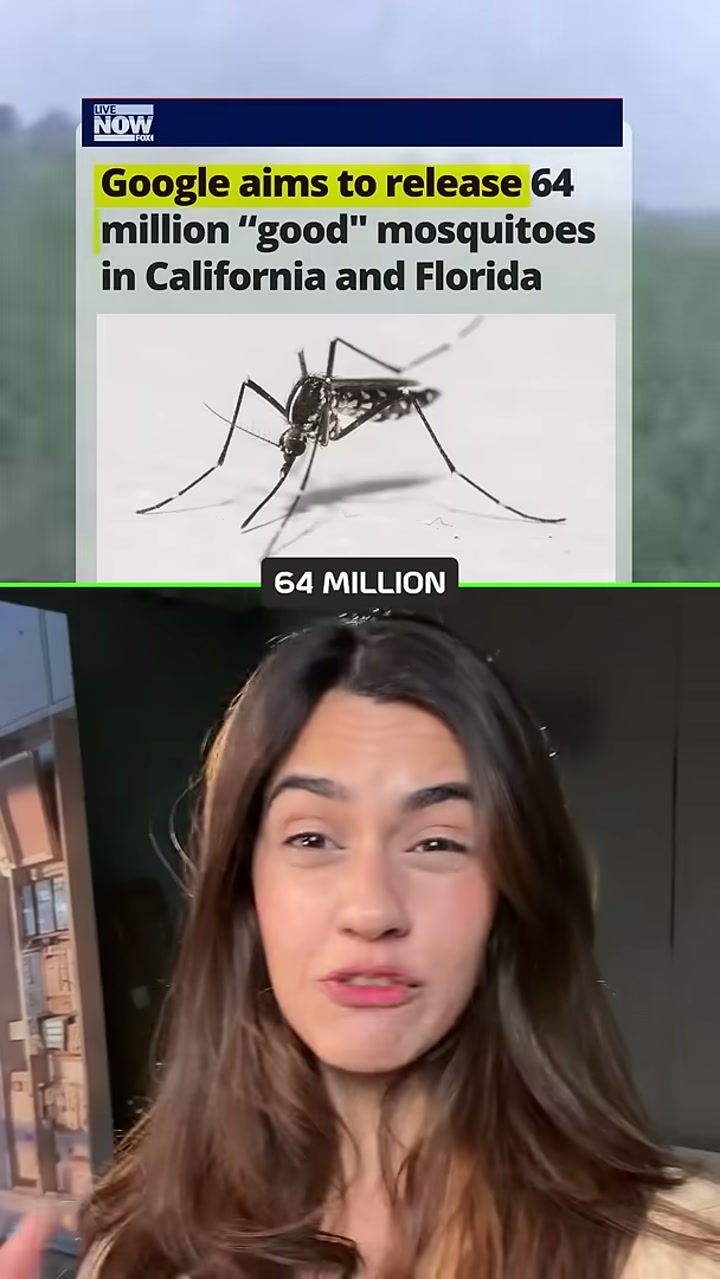 LIVE
NOW
FOX
Google aims to release 64
million “good" mosquitoes
in California and Florida
64 MILLION